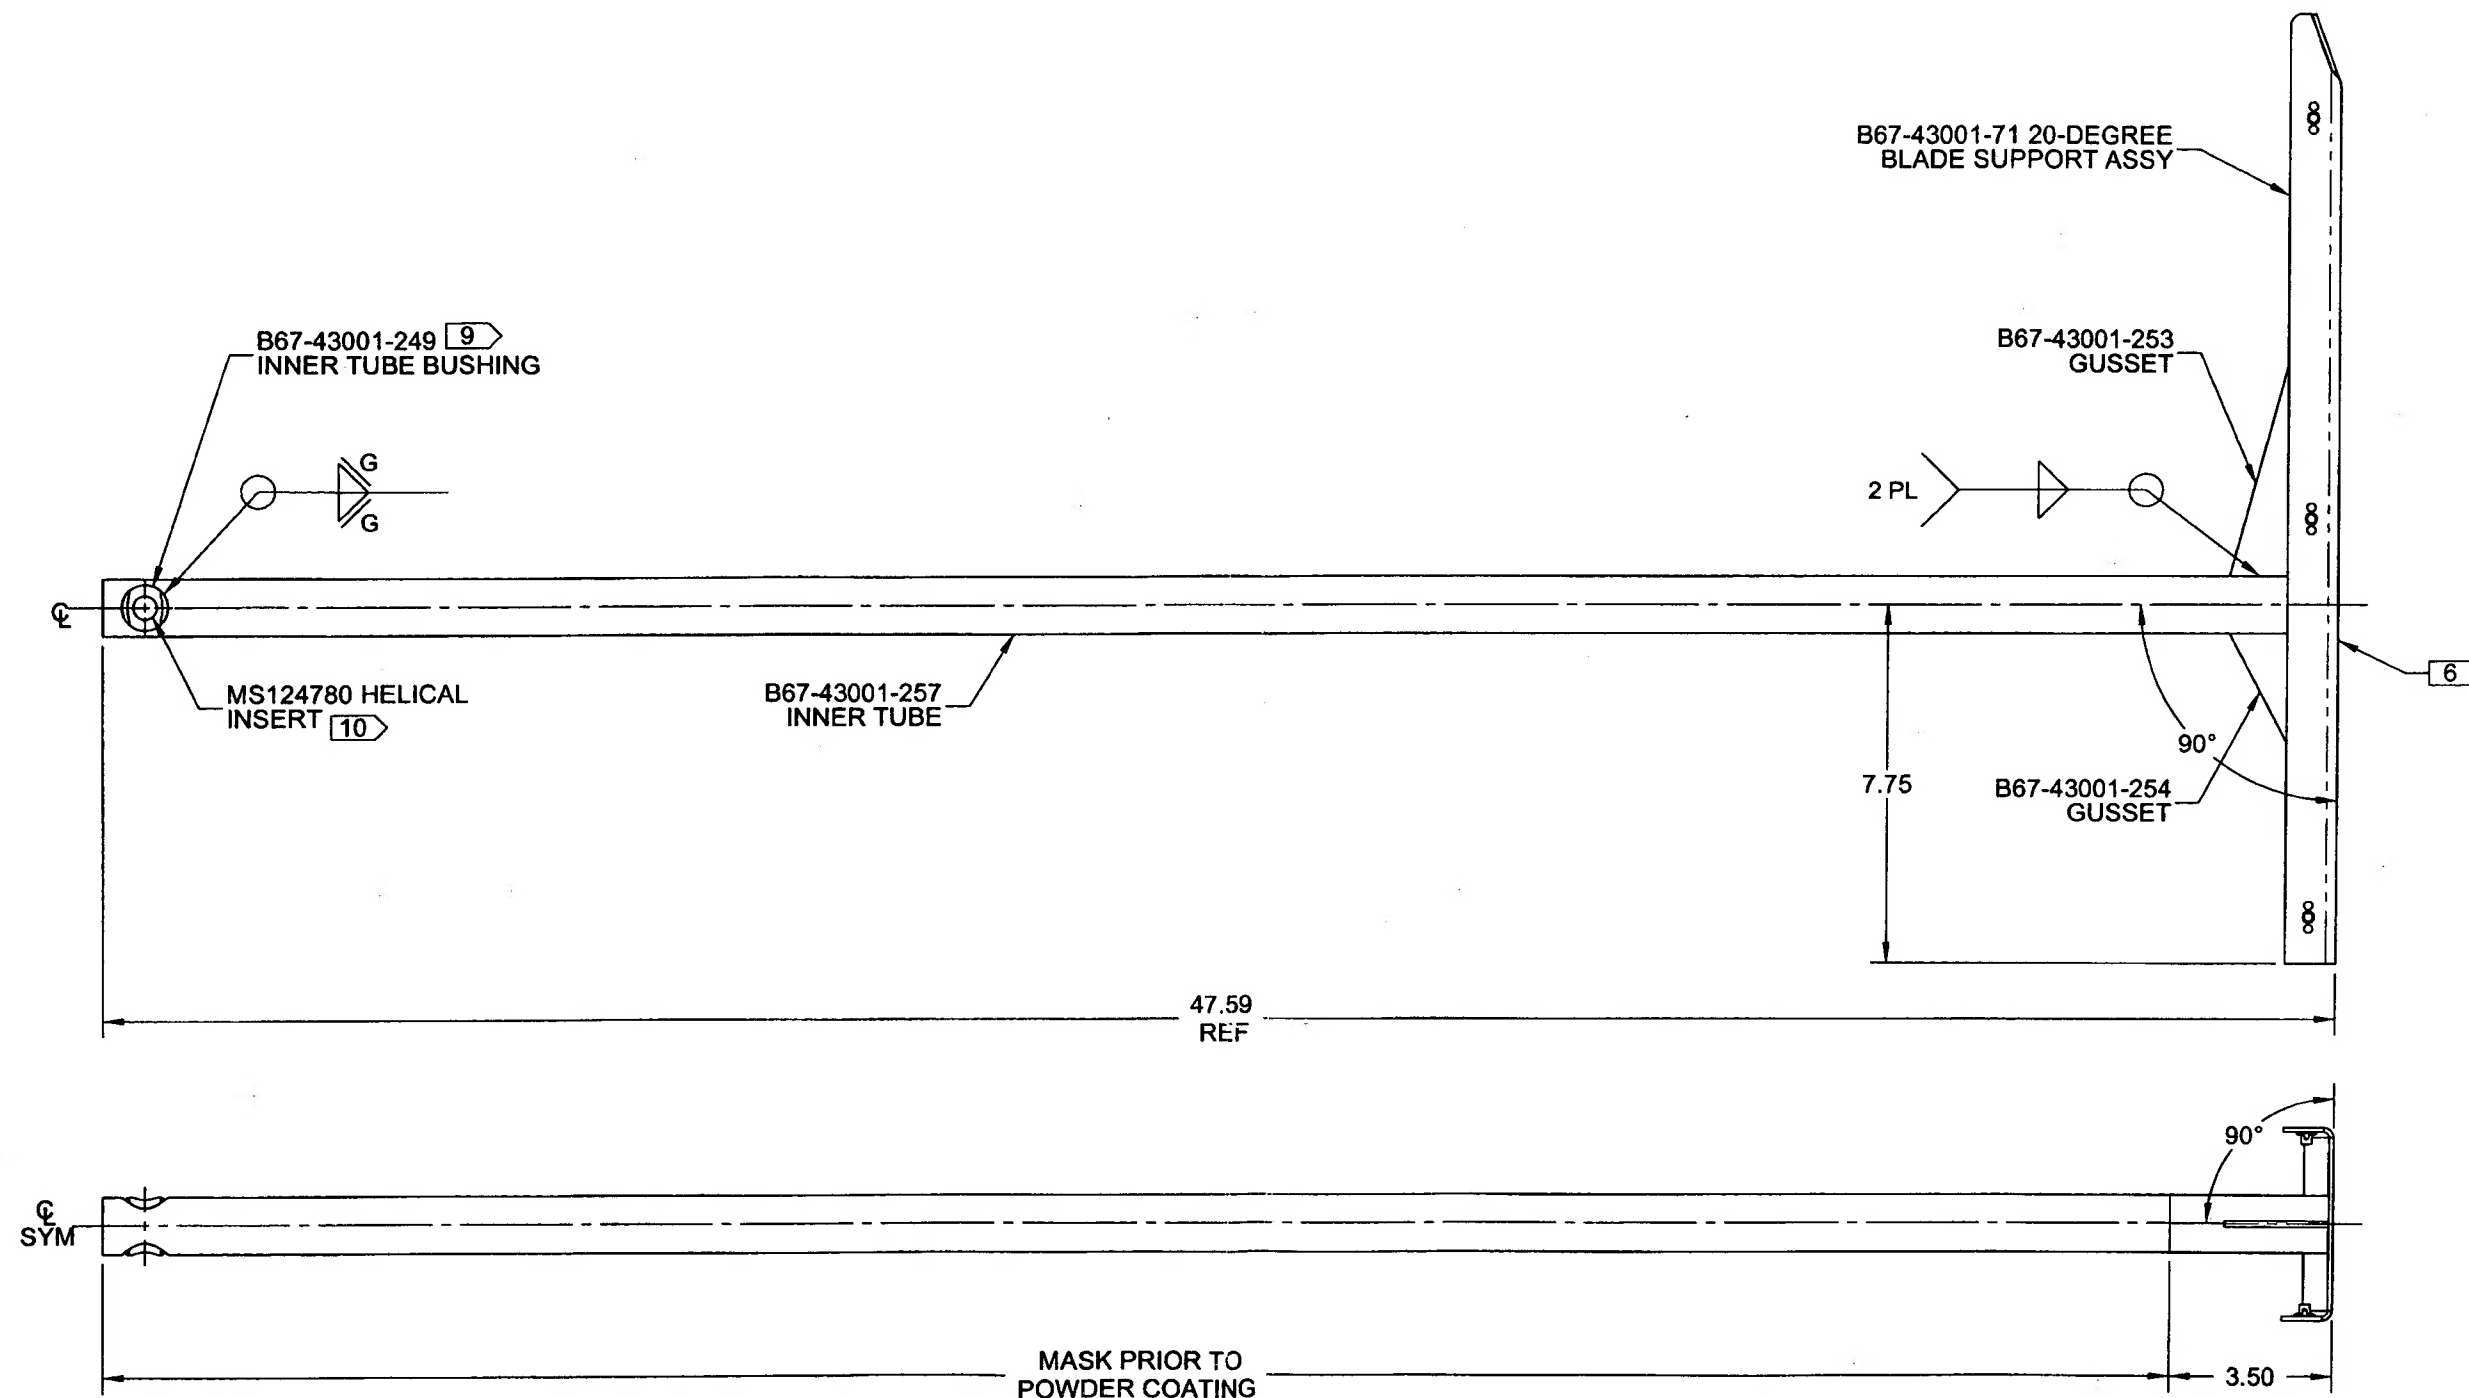 B67-43001-71 20-DEGREE
BLADE SUPPORT ASSY
B67-43001-249 9
INNER TUBE BUSHING
B67-43001-253
GUSSET
G
G
2 PL
℄
MS124780 HELICAL
INSERT 10
B67-43001-257
INNER TUBE
6
90°
7.75
B67-43001-254
GUSSET
47.59
REF
90°
℄
SYM
MASK PRIOR TO
POWDER COATING
3.50